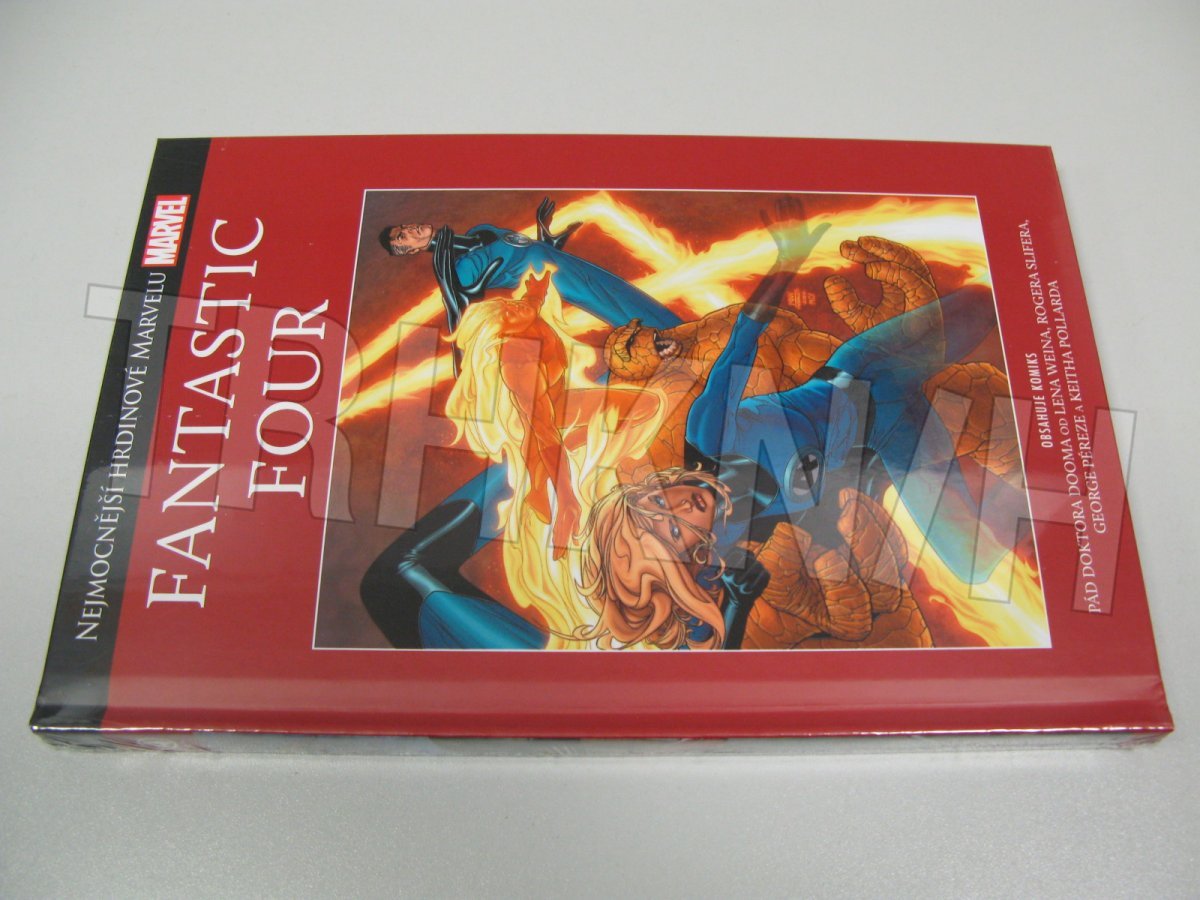 NEJMOCNĚJŠÍ HRDINOVÉ MARVELU
MARVEL
FANTASTIC
FOUR
OBSAHUJE KOMIKS
PÁD DOKTORA DOOMA OD LENA WEINA, ROGERA SLIFERA,
GEORGE PÉREZE A KEITHA POLLARDA